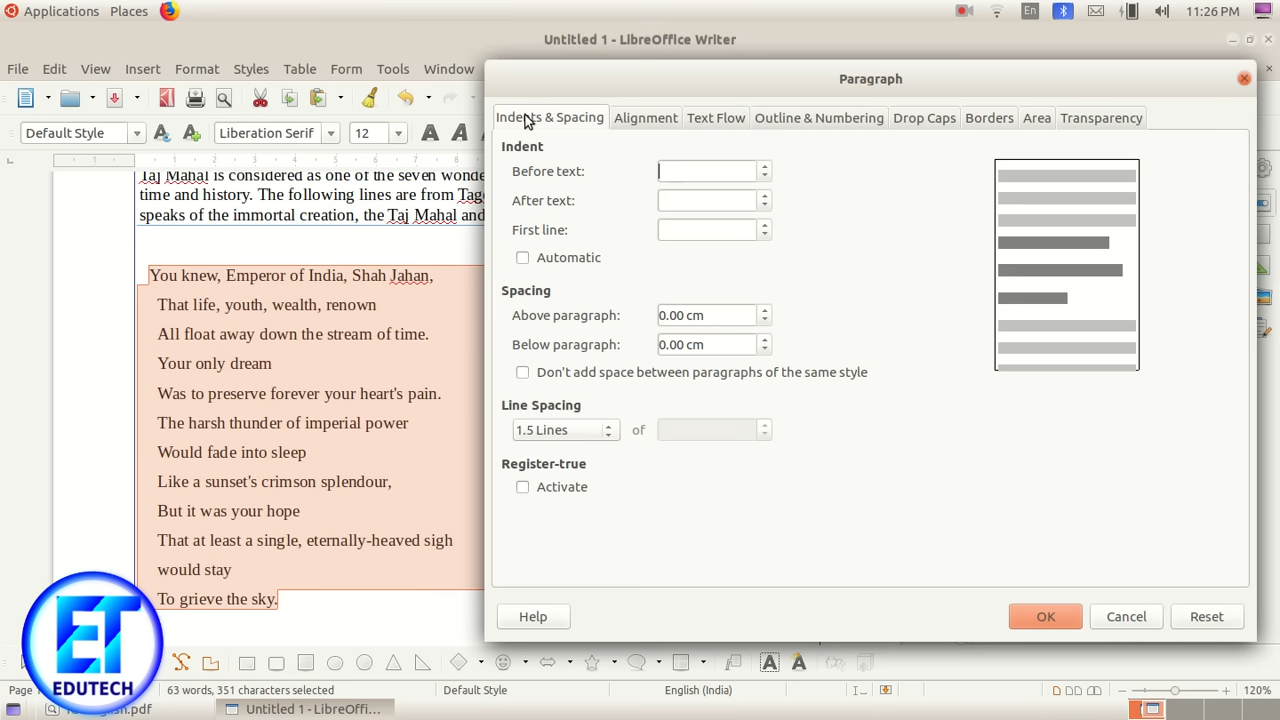 Applications Places En 11:26 PM
Untitled 1 - LibreOffice Writer
File Edit View Insert Format Styles Table Form Tools Window
Default Style Liberation Serif 12 A A
Taj Mahal is considered as one of the seven wonde
time and history. The following lines are from Tag
speaks of the immortal creation, the Taj Mahal and
You knew, Emperor of India, Shah Jahan,
That life, youth, wealth, renown
All float away down the stream of time.
Your only dream
Was to preserve forever your heart's pain.
The harsh thunder of imperial power
Would fade into sleep
Like a sunset's crimson splendour,
But it was your hope
That at least a single, eternally-heaved sigh
would stay
To grieve the sky.
Paragraph
Indents & Spacing Alignment Text Flow Outline & Numbering Drop Caps Borders Area Transparency
Indent
Before text:
After text:
First line:
Automatic
Spacing
Above paragraph: 0.00 cm
Below paragraph: 0.00 cm
Don't add space between paragraphs of the same style
Line Spacing
1.5 Lines of
Register-true
Activate
Help OK Cancel Reset
ET
EDUTECH
Page 63 words, 351 characters selected Default Style English (India) 120%
.pdf Untitled 1 - LibreOffi...